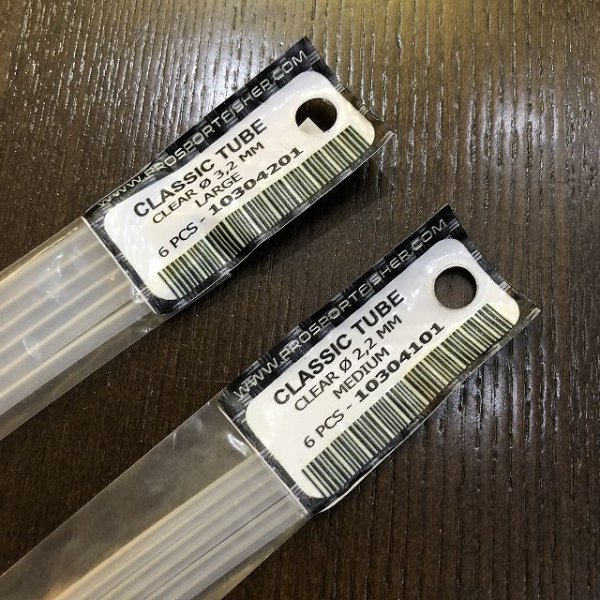 WWW.PROSPORTFISHER.COM
CLASSIC TUBE
CLEAR Ø 3,2 MM
LARGE
6 PCS - 10304201
WWW.PROSPORTFISHER.COM
CLASSIC TUBE
CLEAR Ø 2,2 MM
MEDIUM
6 PCS - 10304101